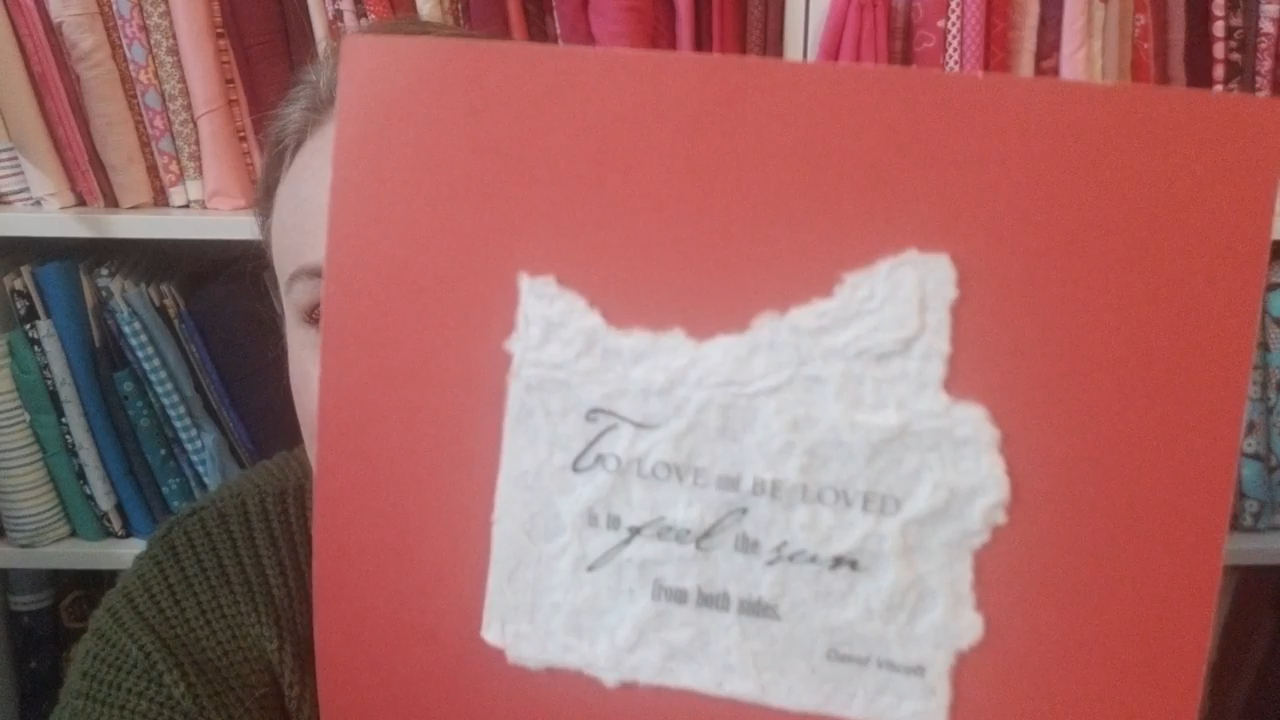 To LOVE and BE LOVED
is to feel the sun
from both sides.
David Viscott